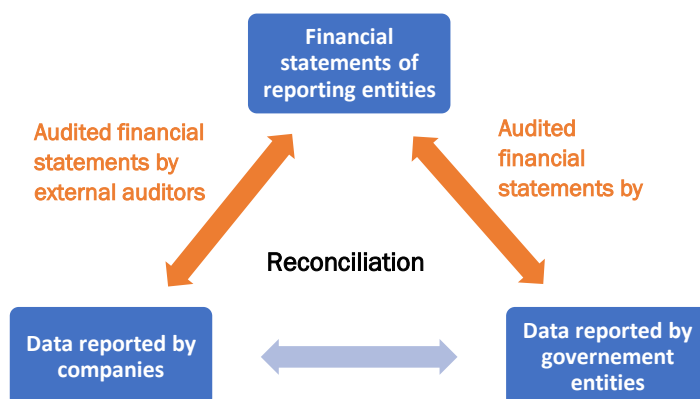 Financial
statements of
reporting entities
Audited financial
statements by
external auditors
Audited
financial
statements by
Reconciliation
Data reported by
companies
Data reported by
governement
entities